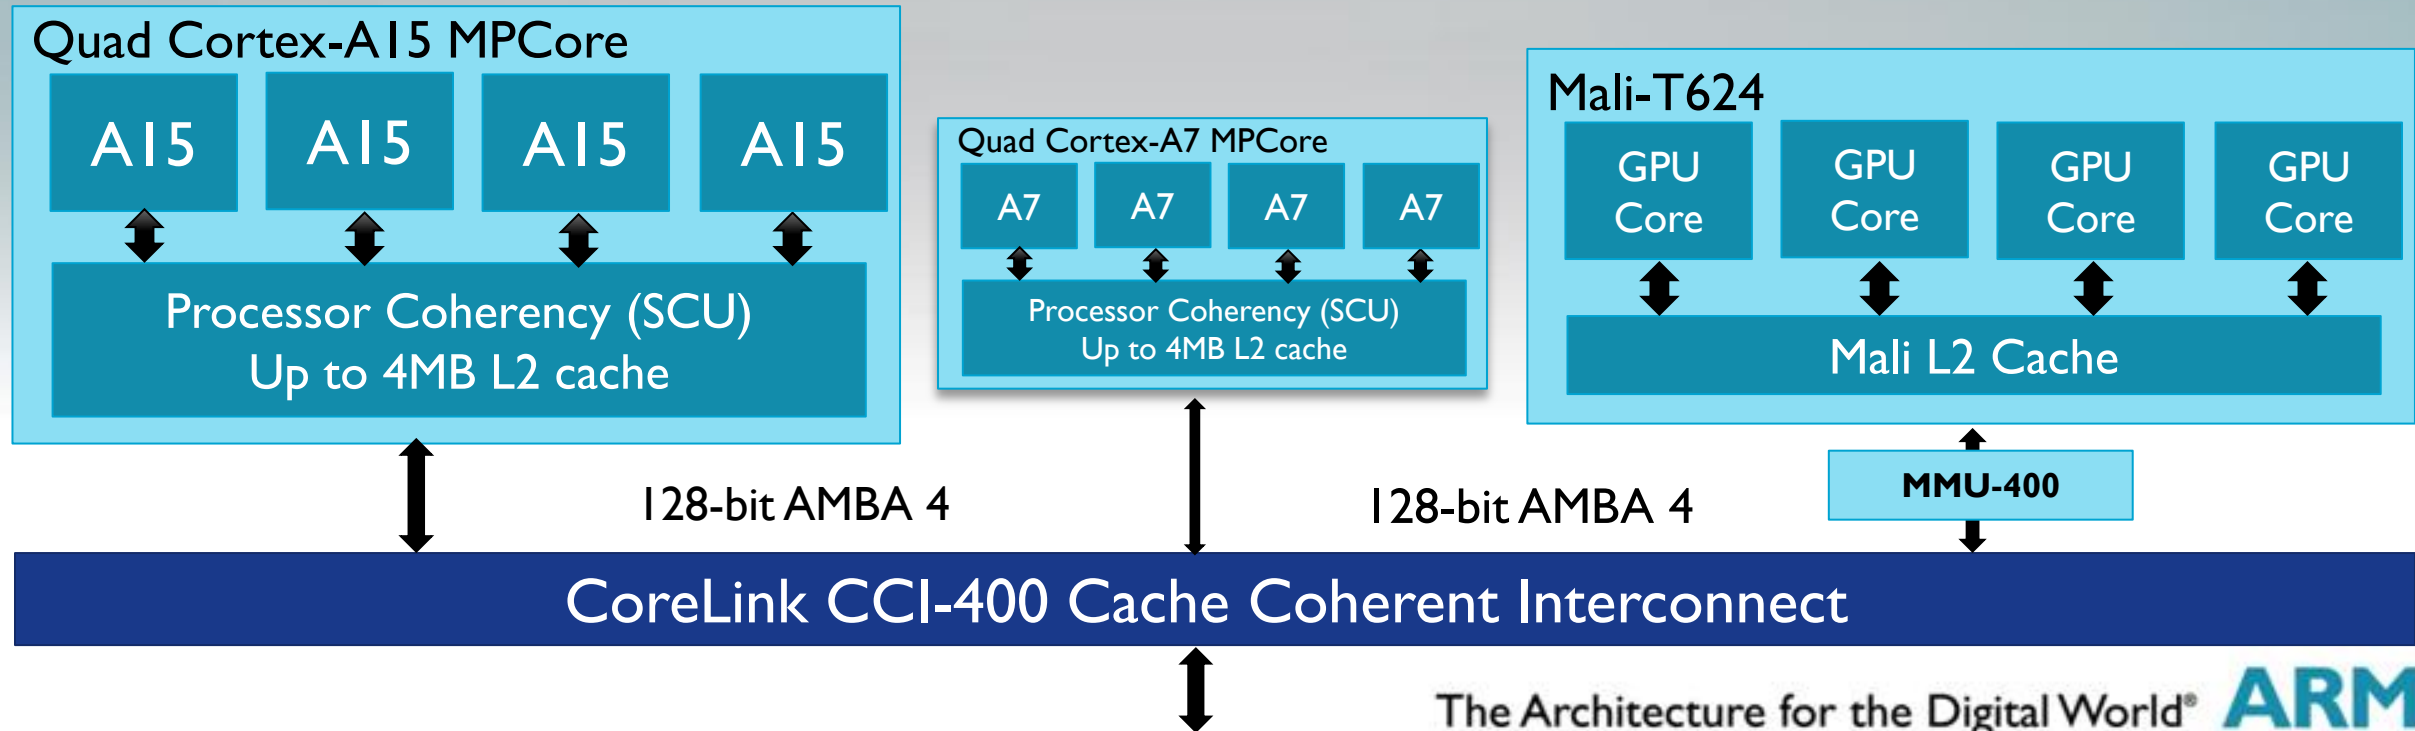 Quad Cortex-A15 MPCore
A15
A15
A15
A15
Processor Coherency (SCU)
Up to 4MB L2 cache
Quad Cortex-A7 MPCore
A7
A7
A7
A7
Processor Coherency (SCU)
Up to 4MB L2 cache
Mali-T624
GPU
Core
GPU
Core
GPU
Core
GPU
Core
Mali L2 Cache
128-bit AMBA 4
128-bit AMBA 4
MMU-400
CoreLink CCI-400 Cache Coherent Interconnect
The Architecture for the Digital World® ARM